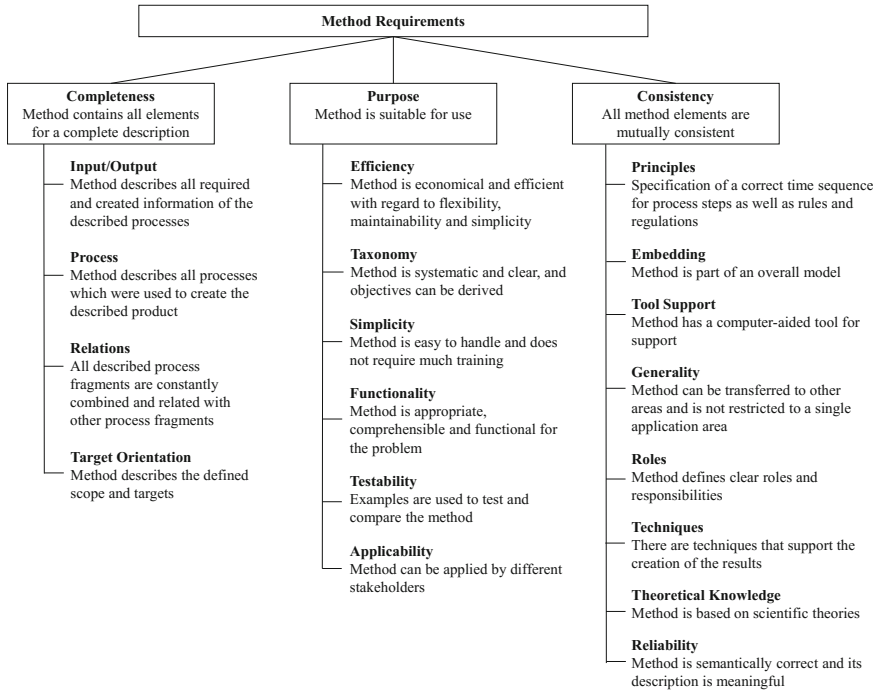 Method Requirements
Completeness
Method contains all elements
for a complete description
Input/Output
Method describes all required
and created information of the
described processes
Process
Method describes all processes
which were used to create the
described product
Relations
All described process
fragments are constantly
combined and related with
other process fragments
Target Orientation
Method describes the defined
scope and targets
Purpose
Method is suitable for use
Efficiency
Method is economical and efficient
with regard to flexibility,
maintainability and simplicity
Taxonomy
Method is systematic and clear, and
objectives can be derived
Simplicity
Method is easy to handle and does
not require much training
Functionality
Method is appropriate,
comprehensible and functional for
the problem
Testability
Examples are used to test and
compare the method
Applicability
Method can be applied by different
stakeholders
Consistency
All method elements are
mutually consistent
Principles
Specification of a correct time sequence
for process steps as well as rules and
regulations
Embedding
Method is part of an overall model
Tool Support
Method has a computer-aided tool for
support
Generality
Method can be transferred to other
areas and is not restricted to a single
application area
Roles
Method defines clear roles and
responsibilities
Techniques
There are techniques that support the
creation of the results
Theoretical Knowledge
Method is based on scientific theories
Reliability
Method is semantically correct and its
description is meaningful